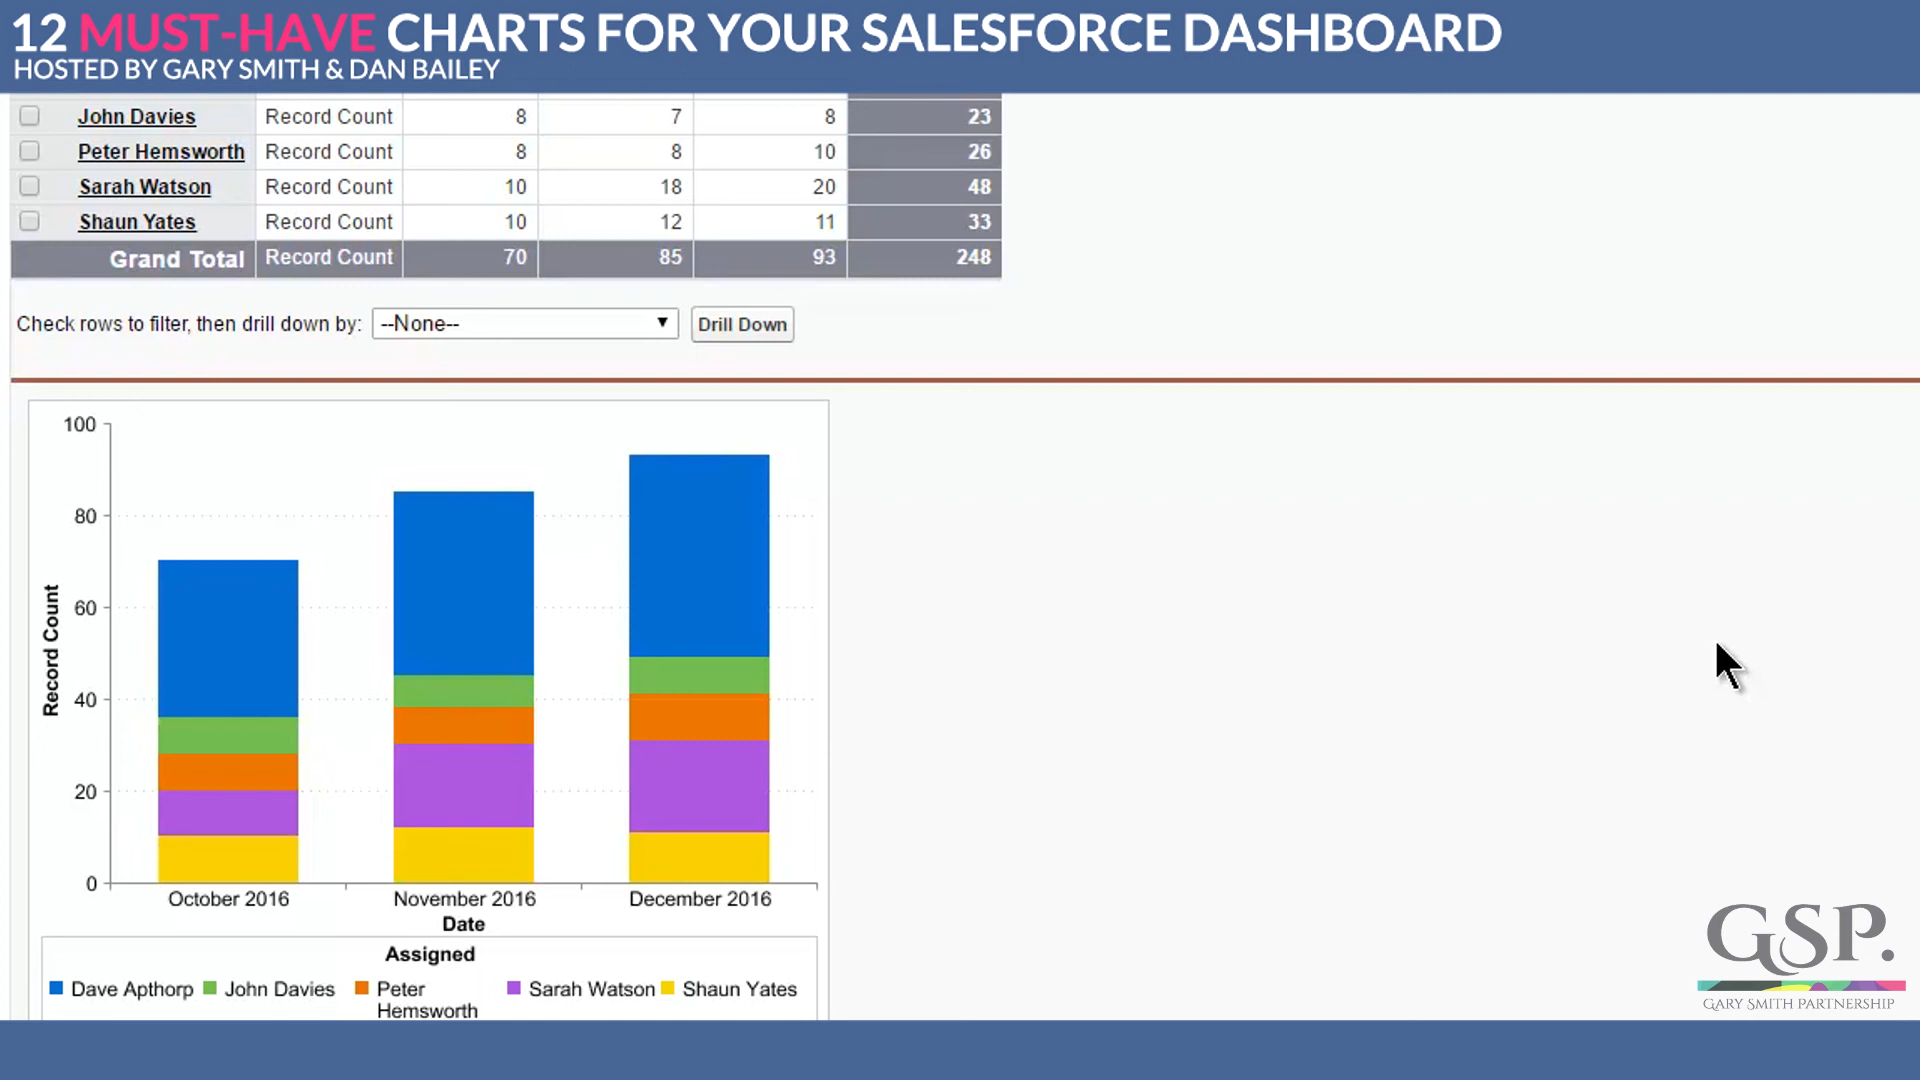 12 MUST-HAVE CHARTS FOR YOUR SALESFORCE DASHBOARD
HOSTED BY GARY SMITH & DAN BAILEY
John Davies Record Count 8 7 8 23
Peter Hemsworth Record Count 8 8 10 26
Sarah Watson Record Count 10 18 20 48
Shaun Yates Record Count 10 12 11 33
Grand Total Record Count 70 85 93 248
Check rows to filter, then drill down by: --None-- Drill Down
100
80
60
40
20
0
Record Count
October 2016 November 2016 December 2016
Date
Assigned
Dave Apthorp John Davies Peter Hemsworth Sarah Watson Shaun Yates
GSP.
GARY SMITH PARTNERSHIP